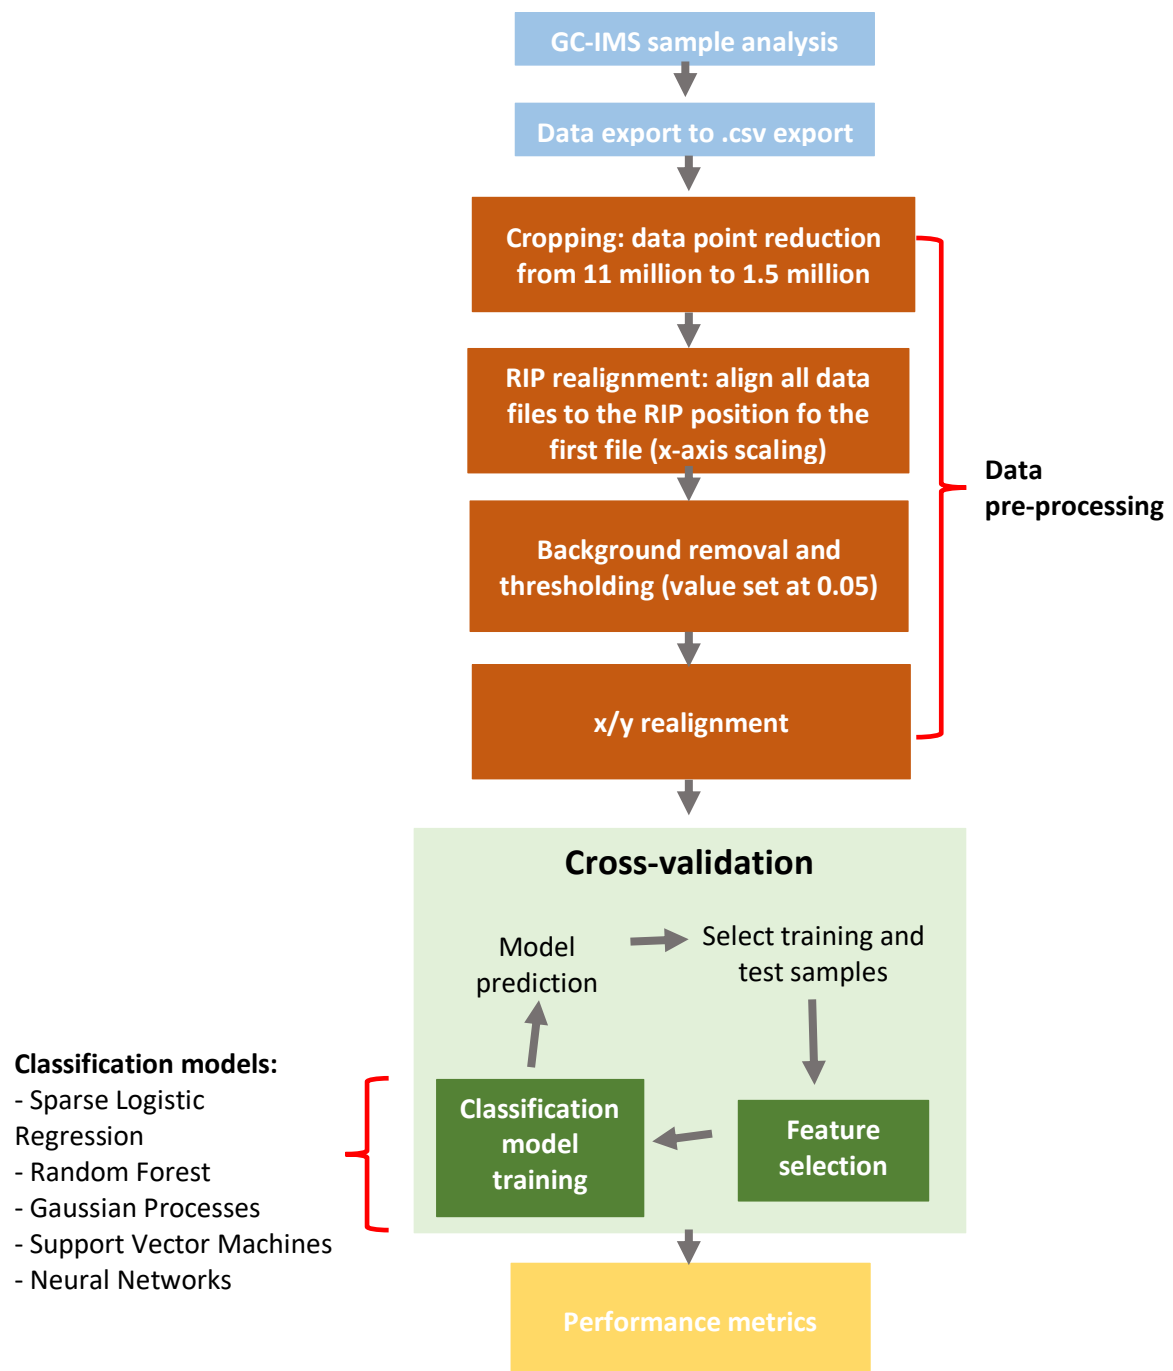 GC-IMS sample analysis
Data export to .csv export
Cropping: data point reduction
from 11 million to 1.5 million
RIP realignment: align all data
files to the RIP position fo the
first file (x-axis scaling)
Data
pre-processing
Background removal and
thresholding (value set at 0.05)
x/y realignment
Cross-validation
Model
prediction
Select training and
test samples
Classification models:
- Sparse Logistic
Regression
- Random Forest
- Gaussian Processes
- Support Vector Machines
- Neural Networks
Classification
model
training
Feature
selection
Performance metrics